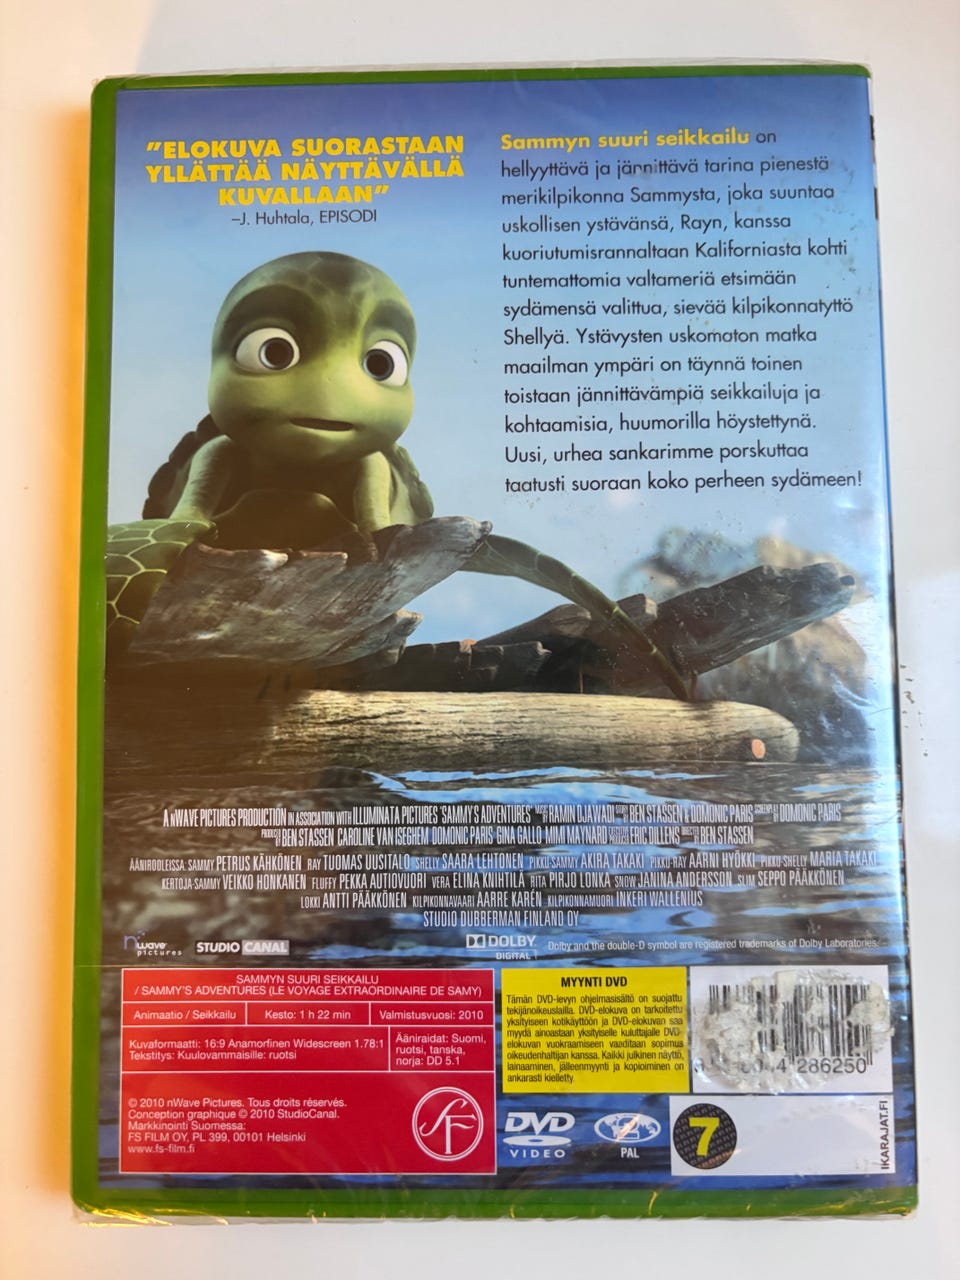 "ELOKUVA SUORASTAAN
YLLÄTTÄÄ NÄYTTÄVÄLLÄ
KUVALLAAN"
–J. Huhtala, EPISODI
Sammyn suuri seikkailu on
hellyyttävä ja jännittävä tarina pienestä
merikilpikonna Sammysta, joka suuntaa
uskollisen ystävänsä, Rayn, kanssa
kuoriutumisrannaltaan Kaliforniasta kohti
tuntemattomia valtameriä etsimään
sydämensä valittua, sievää kilpikonnatyttö
Shellyä. Ystävysten uskomaton matka
maailman ympäri on täynnä toinen
toistaan jännittävämpiä seikkailuja ja
kohtaamisia, huumorilla höystettynä.
Uusi, urhea sankarimme porskuttaa
taatusti suoraan koko perheen sydämeen!
A nWAVE PICTURES PRODUCTION IN ASSOCIATION WITH ILLUMINATA PICTURES 'SAMMY'S ADVENTURES' MUSIC BY RAMIN DJAWADI STORY BY BEN STASSEN & DOMONIC PARIS SCREENPLAY BY DOMONIC PARIS
PRODUCED BY BEN STASSEN CAROLINE VAN ISEGHEM DOMONIC PARIS GINA GALLO MIMI MAYNARD ERIC DILLENS DIRECTED BY BEN STASSEN
ÄÄNIROOLEISSA: SAMMY PETRUS KÄHKÖNEN RAY TUOMAS UUSITALO SHELLY SAARA LEHTONEN PIKKU-SAMMY AKIRA TAKAKI PIKKU-RAY AARNI HYÖKKI PIKKU-SHELLY MARIA TAKAKI
KERTOJA-SAMMY VEIKKO HONKANEN FLUFFY PEKKA AUTIOVUORI VERA ELINA KNIHTILÄ RITA PIRJO LONKA SNOW JANINA ANDERSSON SLIM SEPPO PÄÄKKÖNEN
LOKKI ANTTI PÄÄKKÖNEN KILPIKONNAVAARI AARRE KAREN KILPIKONNAMUORI INKERI WALLENIUS
STUDIO DUBBERMAN FINLAND OY
nWave
pictures
STUDIO CANAL
DOLBY
DIGITAL
Dolby and the double-D symbol are registered trademarks of Dolby Laboratories.
SAMMYN SUURI SEIKKAILU
/ SAMMY'S ADVENTURES (LE VOYAGE EXTRAORDINAIRE DE SAMY)
Animaatio / Seikkailu
Kesto: 1 h 22 min
Valmistusvuosi: 2010
Kuvaformaatti: 16:9 Anamorfinen Widescreen 1.78:1
Tekstitys: Kuulovammaisille: ruotsi
Ääniraidat: Suomi,
ruotsi, tanska,
norja: DD 5.1
© 2010 nWave Pictures. Tous droits réservés.
Conception graphique © 2010 StudioCanal.
Markkinointi Suomessa:
FS FILM OY, PL 399, 00101 Helsinki
www.fs-film.fi
SF
MYYNTI DVD
Tämän DVD-levyn ohjelmasisältö on suojattu
tekijänoikeuslailla. DVD-elokuva on tarkoitettu
yksityiseen kotikäyttöön ja DVD-elokuvan saa
myydä ainoastaan yksityiselle kuluttajalle DVD-
elokuvan vuokraamiseen vaaditaan sopimus
oikeudenhaltijan kanssa. Kaikki julkinen näyttö,
lainaaminen, jälleenmyynti ja kopioiminen on
ankarasti kielletty.
4 286250
DVD
VIDEO
2
PAL
7
IKARAJAT.FI